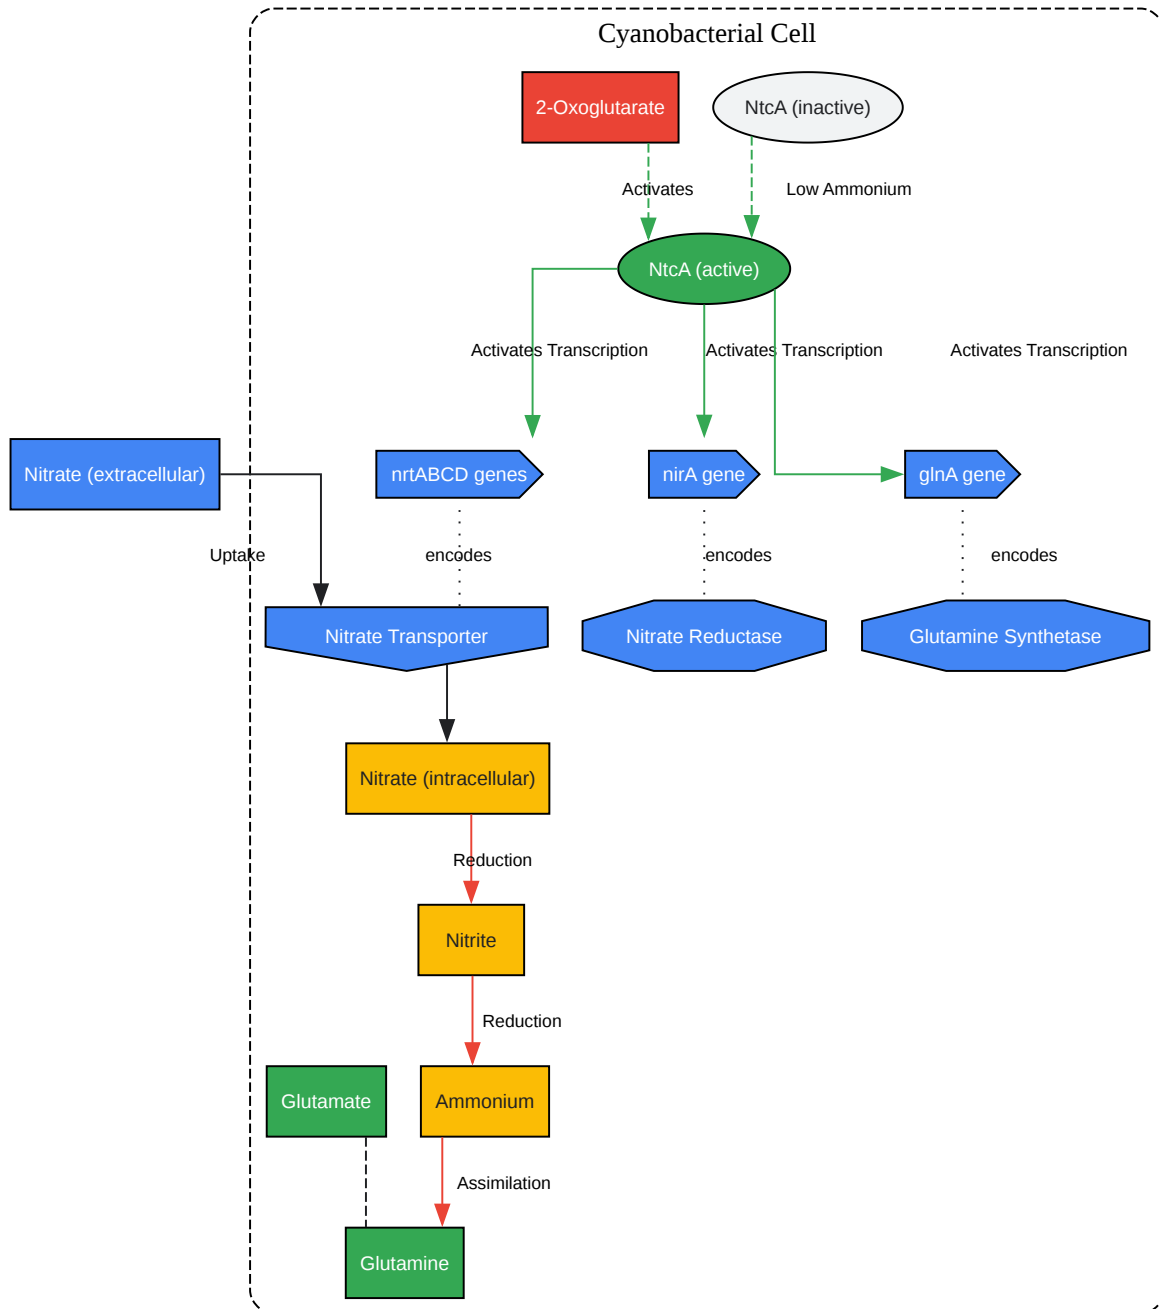 Cyanobacterial Cell
2-Oxoglutarate
NtcA (inactive)
Activates
Low Ammonium
NtcA (active)
Activates Transcription
Activates Transcription
Activates Transcription
Nitrate (extracellular)
nrtABCD genes
nirA gene
glnA gene
Uptake
encodes
encodes
encodes
Nitrate Transporter
Nitrate Reductase
Glutamine Synthetase
Nitrate (intracellular)
Reduction
Nitrite
Reduction
Glutamate
Ammonium
Assimilation
Glutamine